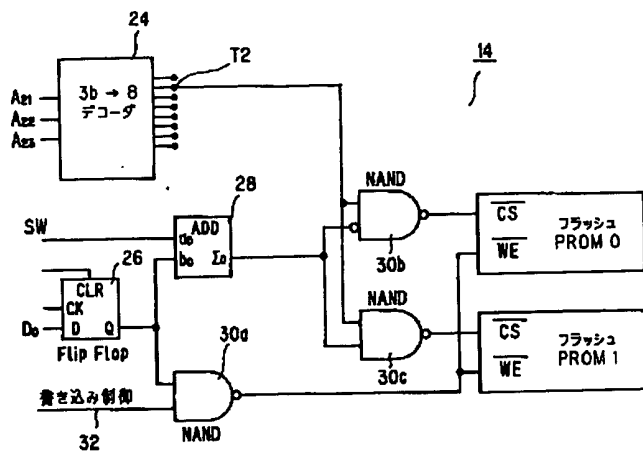 24
T2
14
A21
3b → 8
A22
デコーダ
A23
NAND
28
SW
ADD
a0
b0
Σ0
CS
フラッシュ
PROM 0
WE
30b
26
CLR
CK
D0
D
Q
Flip Flop
30a
NAND
CS
フラッシュ
PROM 1
WE
30c
書き込み制御
32
NAND